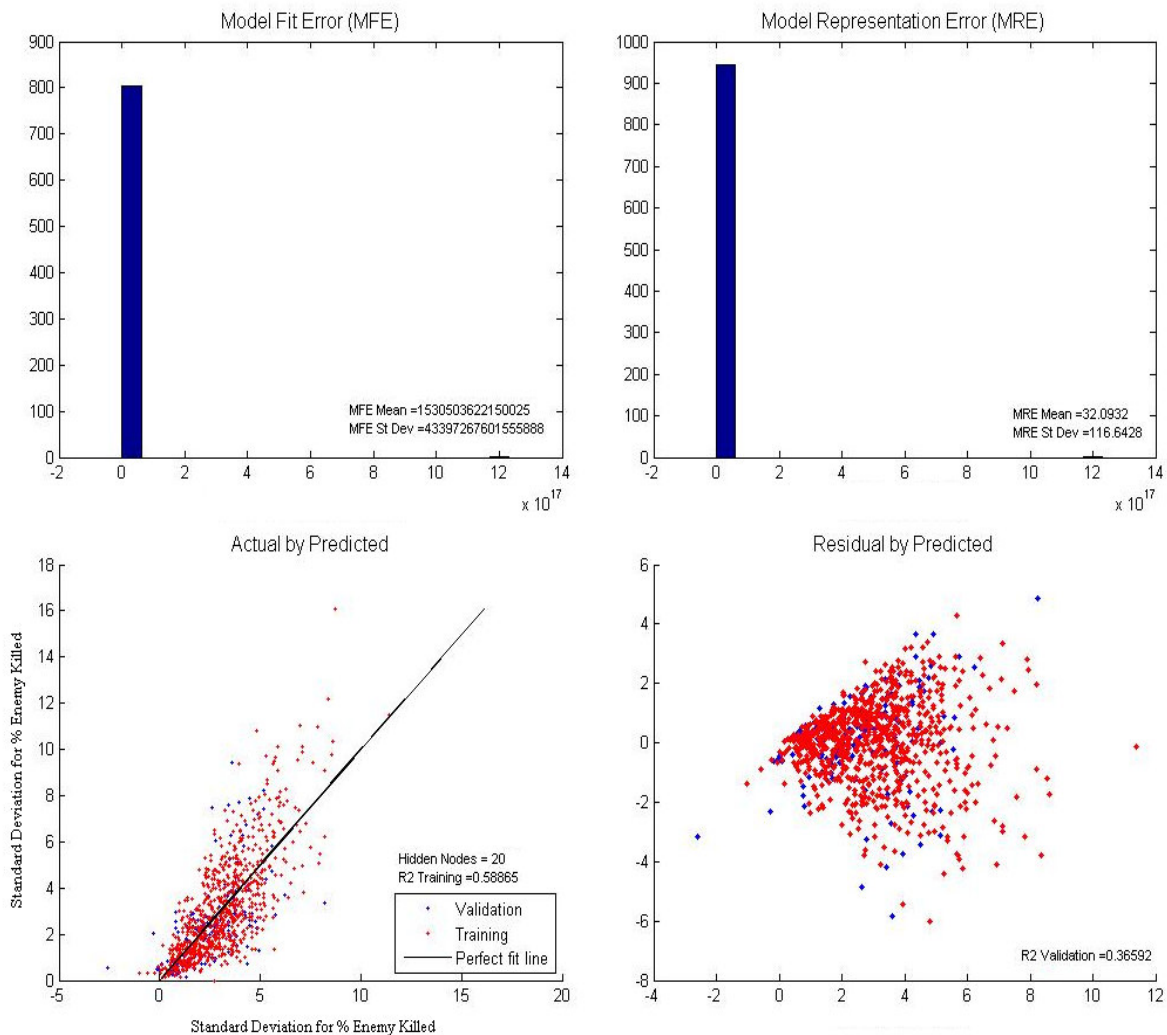 Model Fit Error (MFE)
900
800
700
600
500
400
300
200
100
0
-2 0 2 4 6 8 10 12 14
x 10^17
MFE Mean =1530503622150025
MFE St Dev =43397267601555888
Model Representation Error (MRE)
1000
900
800
700
600
500
400
300
200
100
0
-2 0 2 4 6 8 10 12 14
x 10^17
MRE Mean =32.0932
MRE St Dev =116.6428
Actual by Predicted
Standard Deviation for % Enemy Killed
18
16
14
12
10
8
6
4
2
0
-5 0 5 10 15 20
Hidden Nodes = 20
R2 Training =0.58865
Validation
Training
Perfect fit line
Standard Deviation for % Enemy Killed
Residual by Predicted
6
4
2
0
-2
-4
-6
-8
-4 -2 0 2 4 6 8 10 12
R2 Validation =0.36592